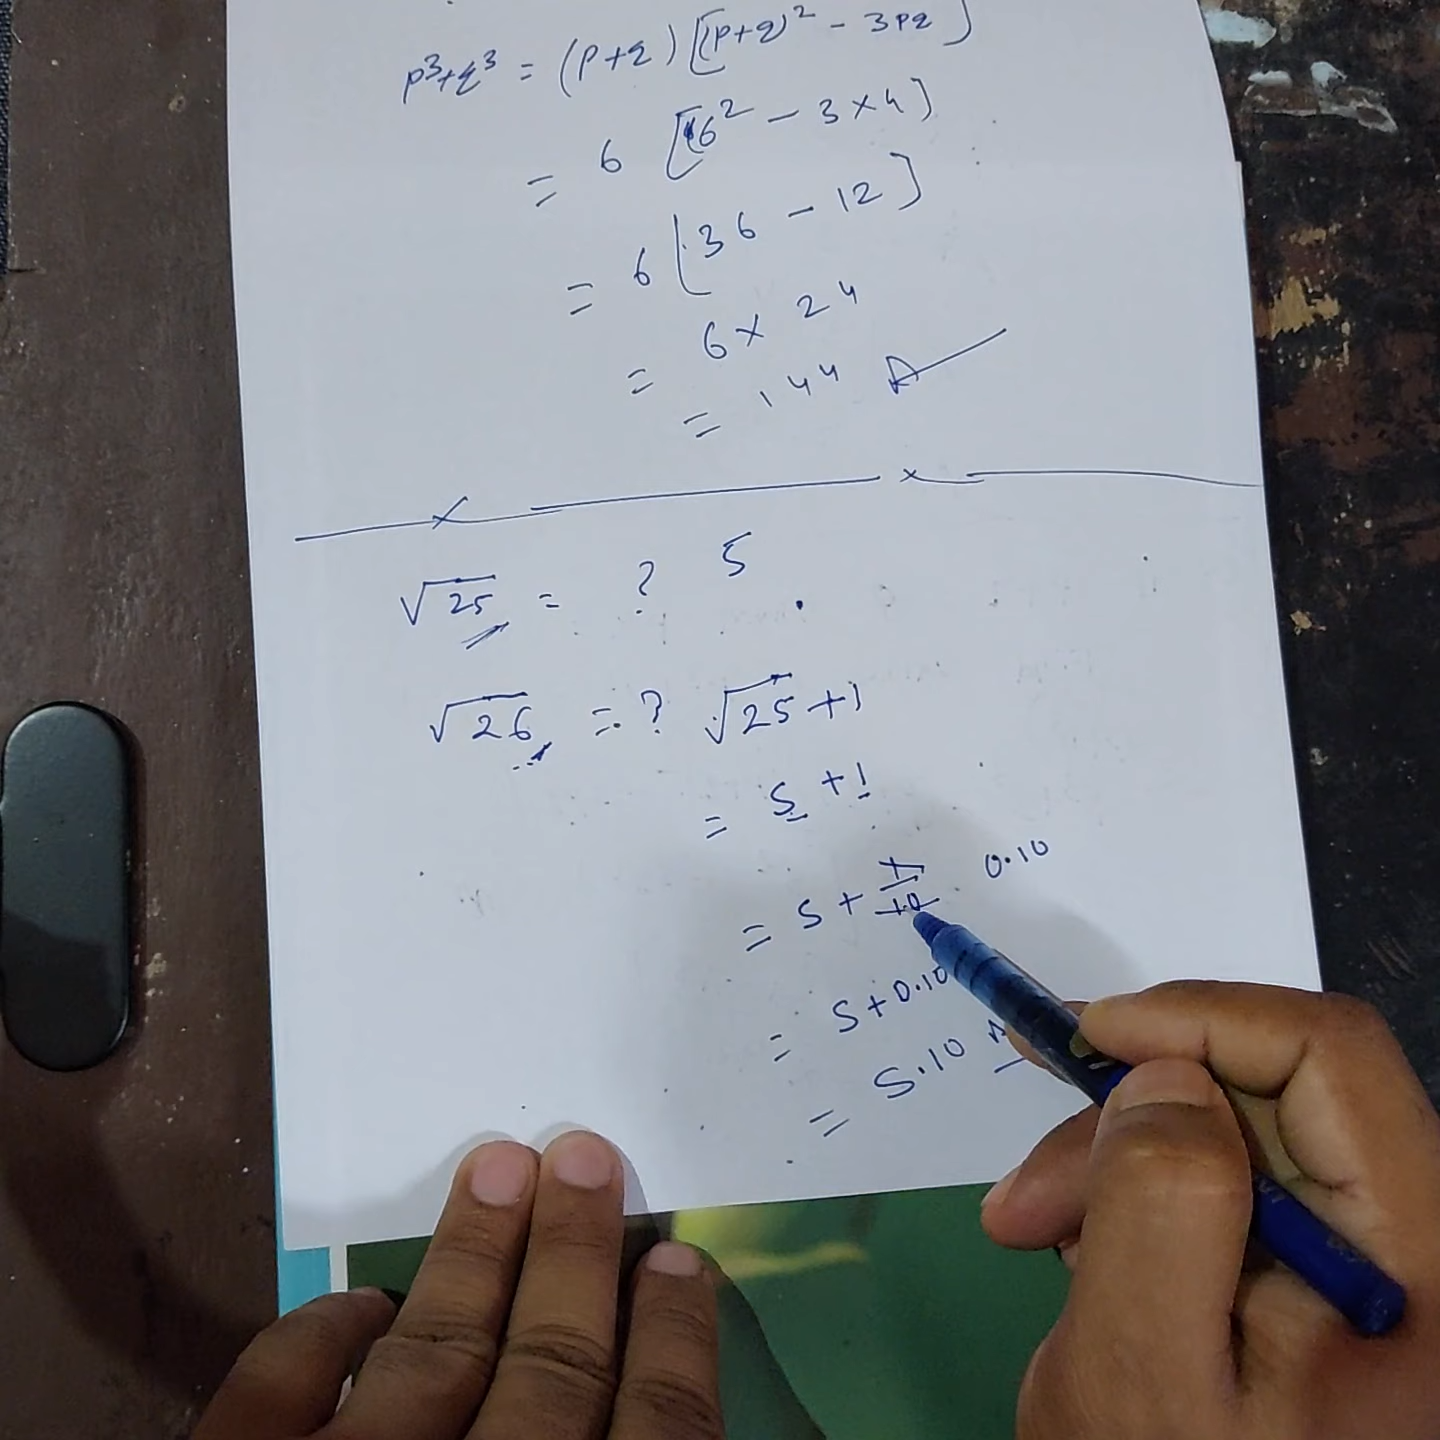 p³+q³ = (p+q) [(p+q)² - 3pq]
= 6 [(6² - 3×4]
= 6 [36 - 12]
= 6 × 24
= 144
√25 = ? 5
√26 = ? √25+1
= 5 + 1
= 5 + 1/10 0.10
= 5+0.10
= 5.10